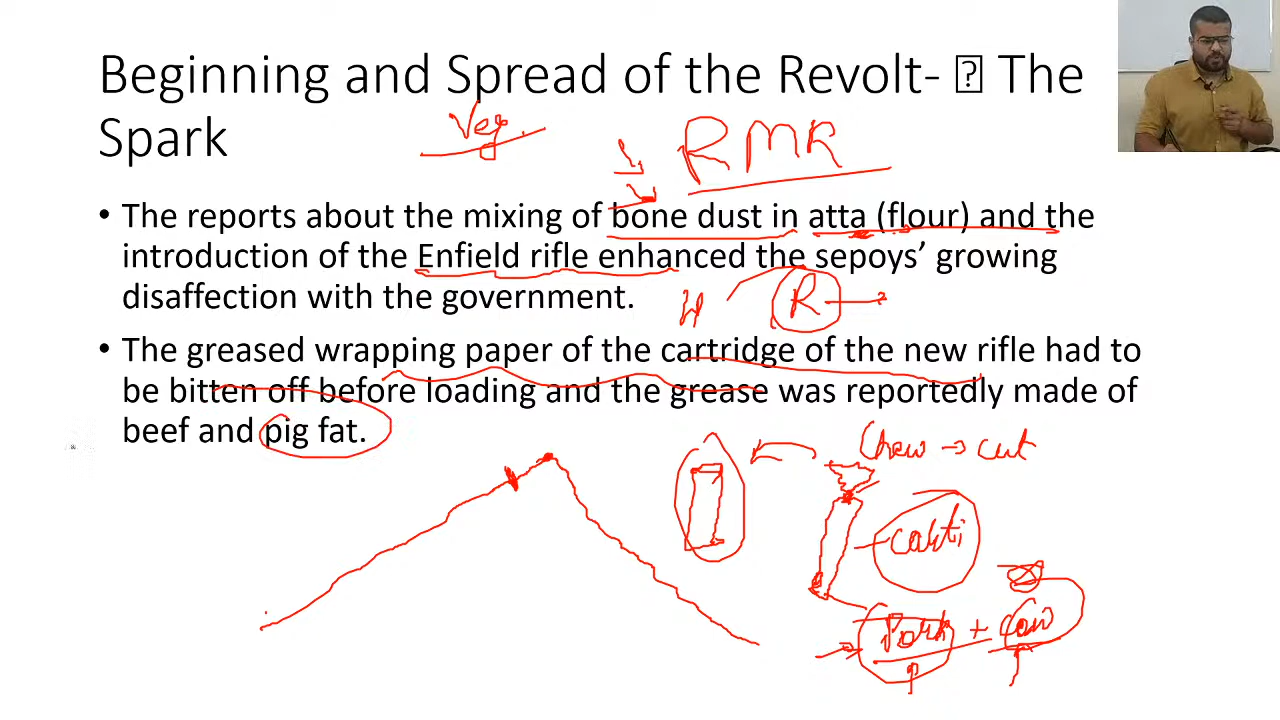 Beginning and Spread of the Revolt- ⍰ The
Spark
Veg.
RMR
• The reports about the mixing of bone dust in atta (flour) and the
introduction of the Enfield rifle enhanced the sepoys’ growing
disaffection with the government.
H R
• The greased wrapping paper of the cartridge of the new rifle had to
be bitten off before loading and the grease was reportedly made of
beef and pig fat.
Chew → cut
Pork + Cow